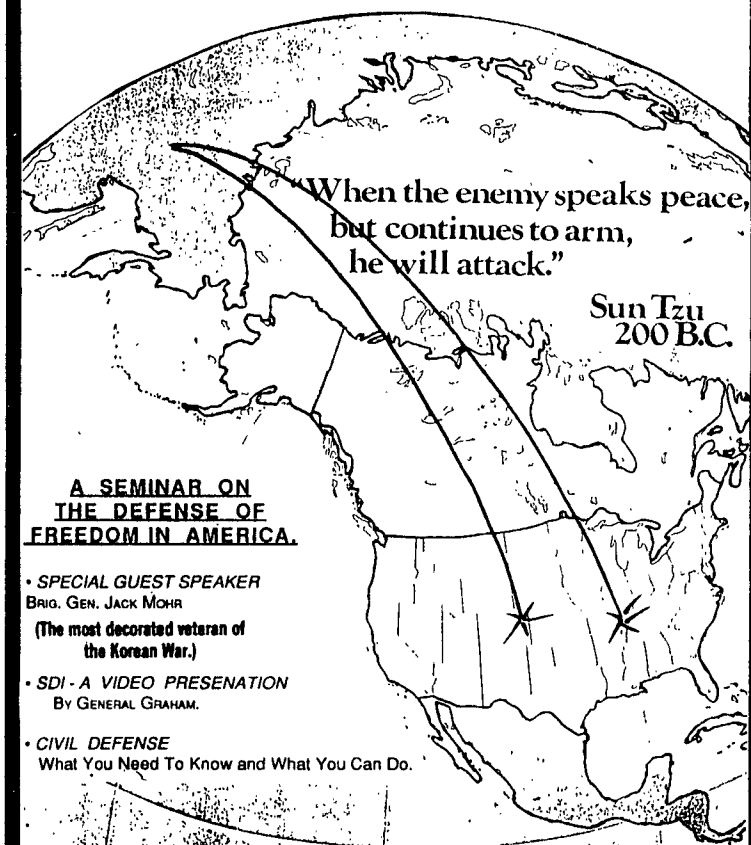 "When the enemy speaks peace,
but continues to arm,
he will attack."
Sun Tzu
200 B.C.
A SEMINAR ON
THE DEFENSE OF
FREEDOM IN AMERICA.
• SPECIAL GUEST SPEAKER
BRIG. GEN. JACK MOHR
(The most decorated veteran of
the Korean War.)
• SDI - A VIDEO PRESENATION
BY GENERAL GRAHAM.
• CIVIL DEFENSE
What You Need To Know and What You Can Do.